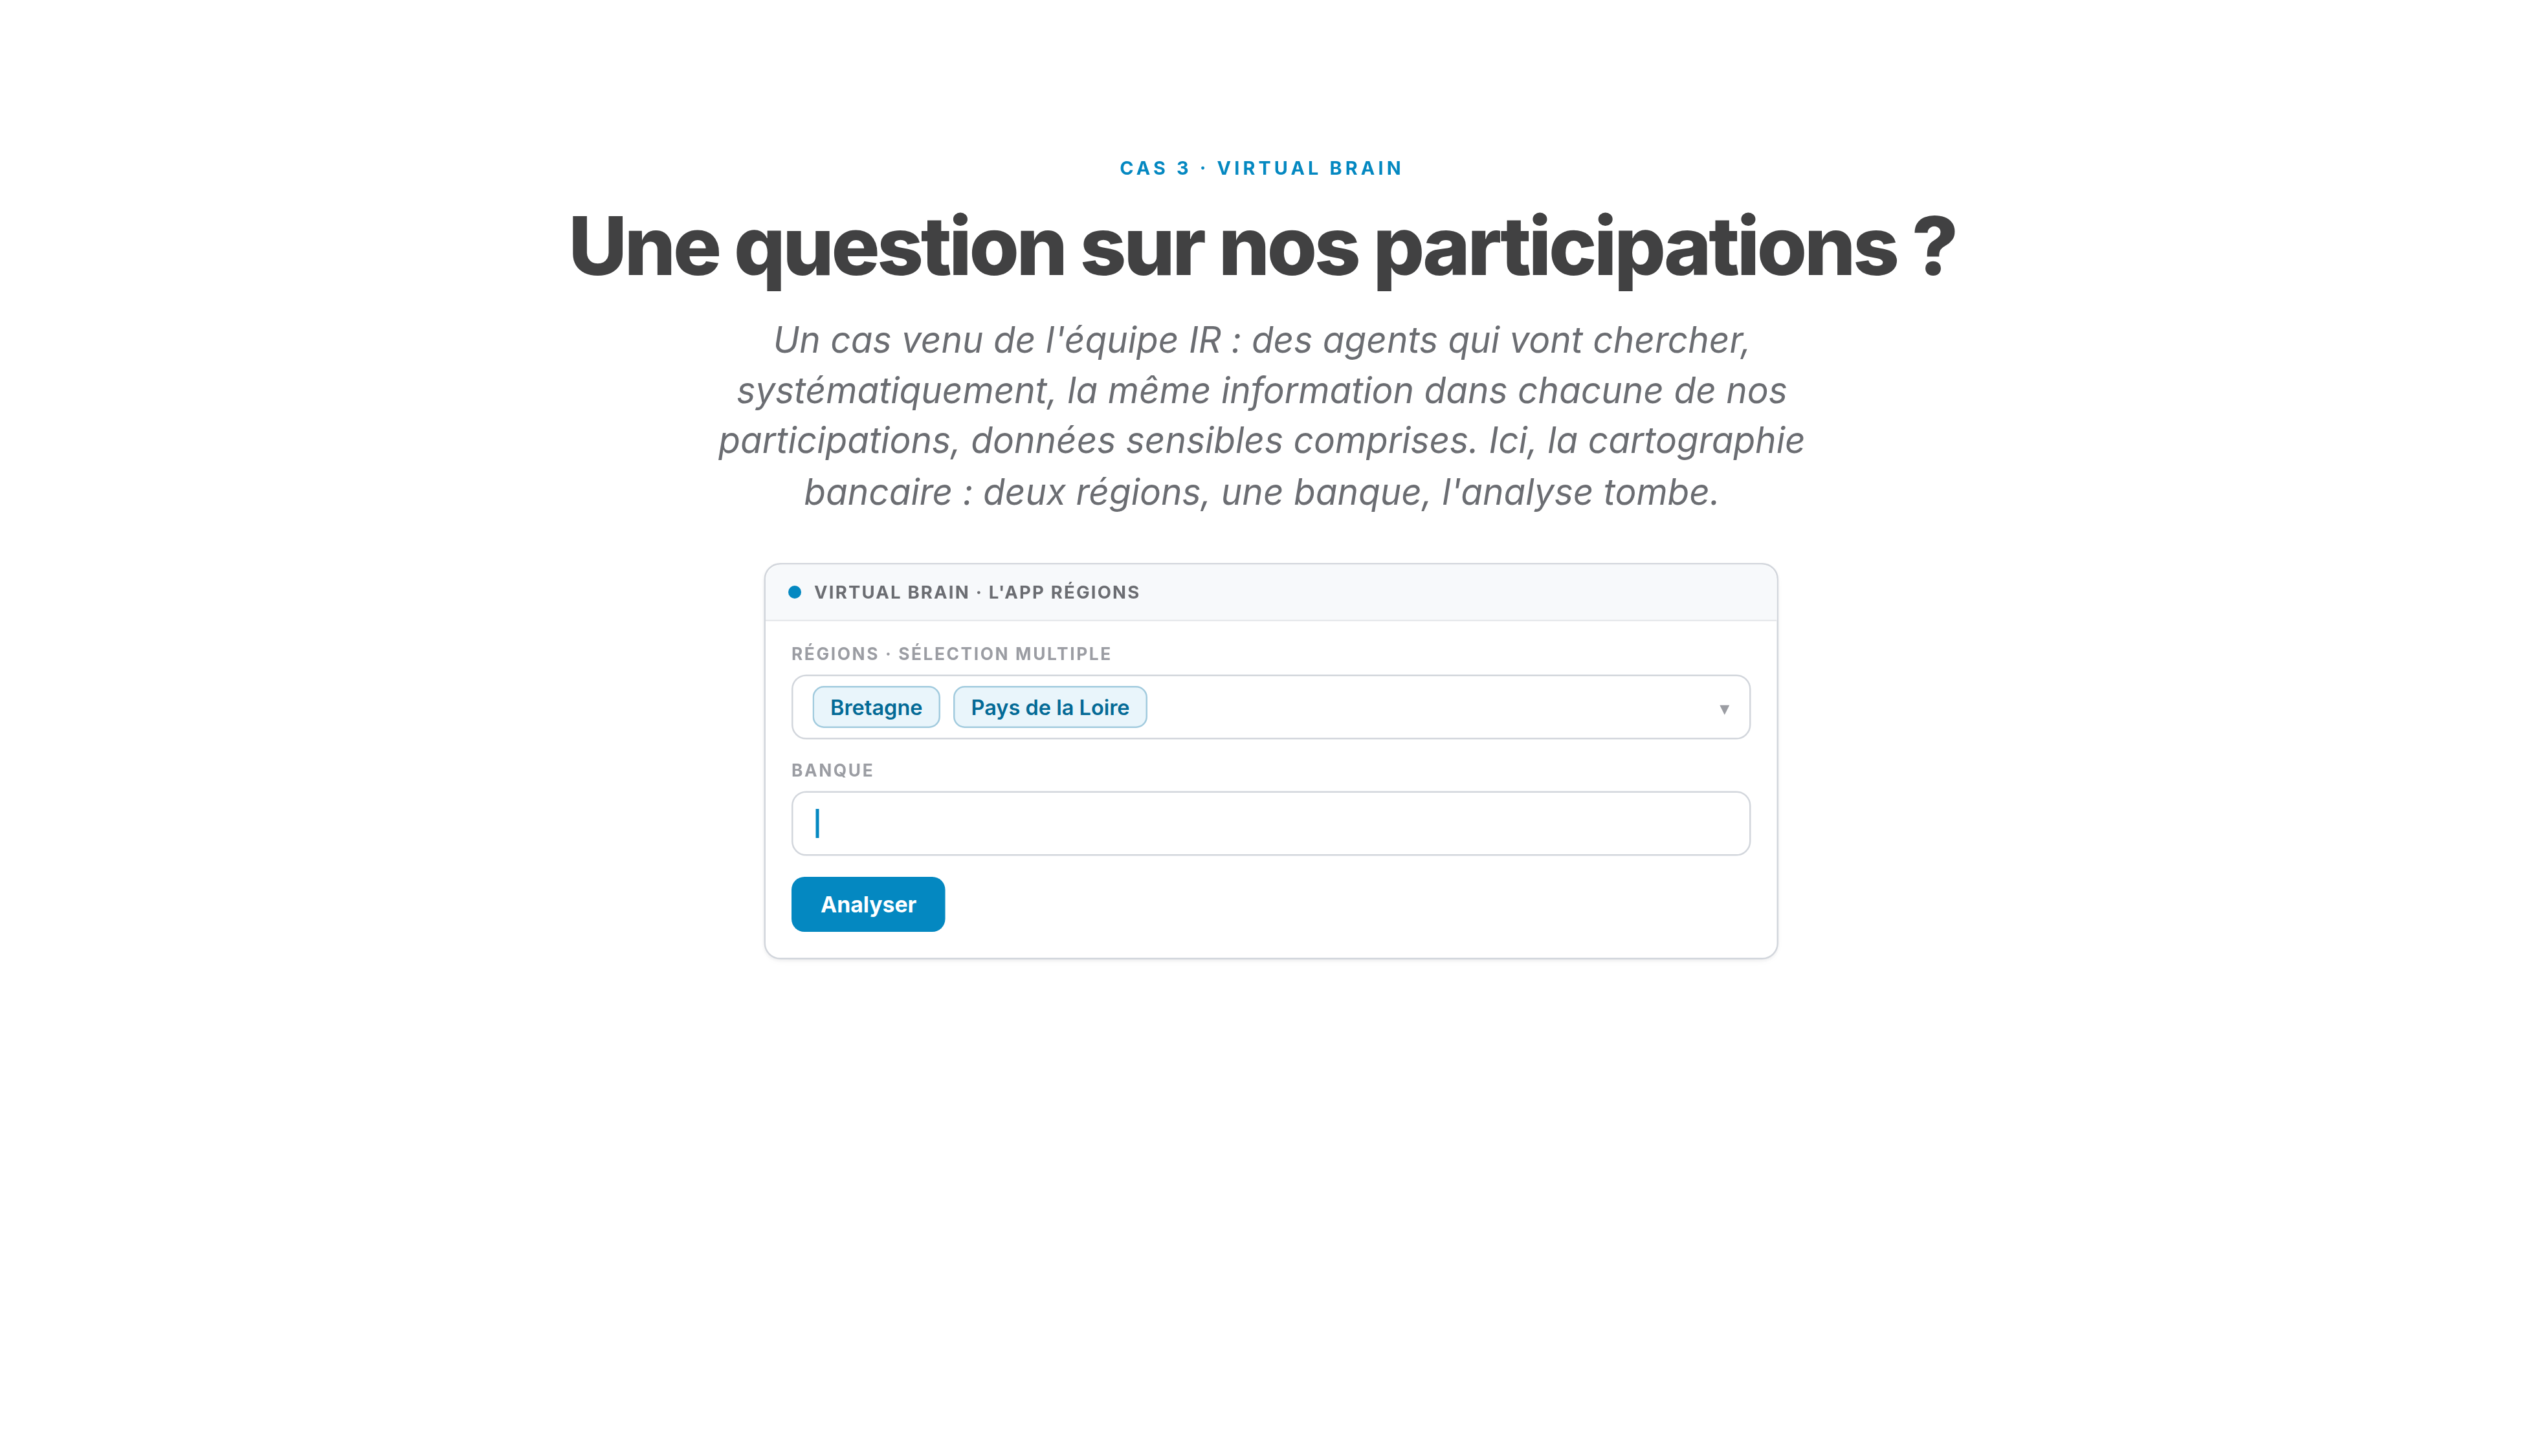 CAS 3 · VIRTUAL BRAIN
Une question sur nos participations ?
Un cas venu de l'équipe IR : des agents qui vont chercher,
systématiquement, la même information dans chacune de nos
participations, données sensibles comprises. Ici, la cartographie
bancaire : deux régions, une banque, l'analyse tombe.
VIRTUAL BRAIN · L'APP RÉGIONS
RÉGIONS · SÉLECTION MULTIPLE
Bretagne Pays de la Loire
BANQUE
Analyser